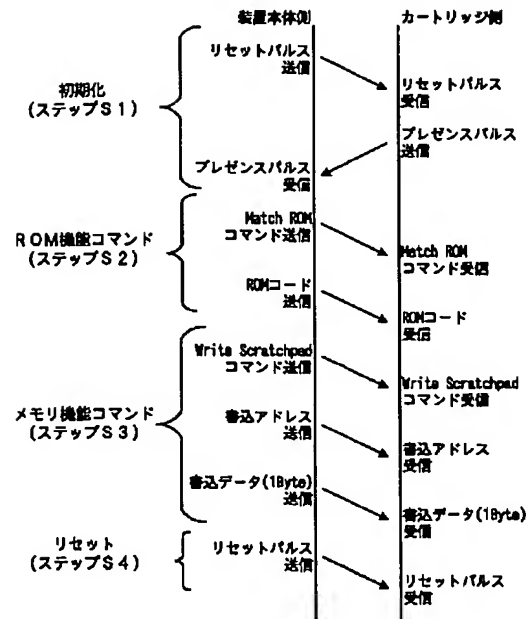 装置本体側
カートリッジ側
初期化
(ステップS1)
リセットパルス
送信
リセットパルス
受信
プレゼンスパルス
送信
プレゼンスパルス
受信
ROM機能コマンド
(ステップS2)
Match ROM
コマンド送信
Match ROM
コマンド受信
ROMコード
送信
ROMコード
受信
メモリ機能コマンド
(ステップS3)
Write Scratchpad
コマンド送信
Write Scratchpad
コマンド受信
書込アドレス
送信
書込アドレス
受信
書込データ(1Byte)
送信
書込データ(1Byte)
受信
リセット
(ステップS4)
リセットパルス
送信
リセットパルス
受信